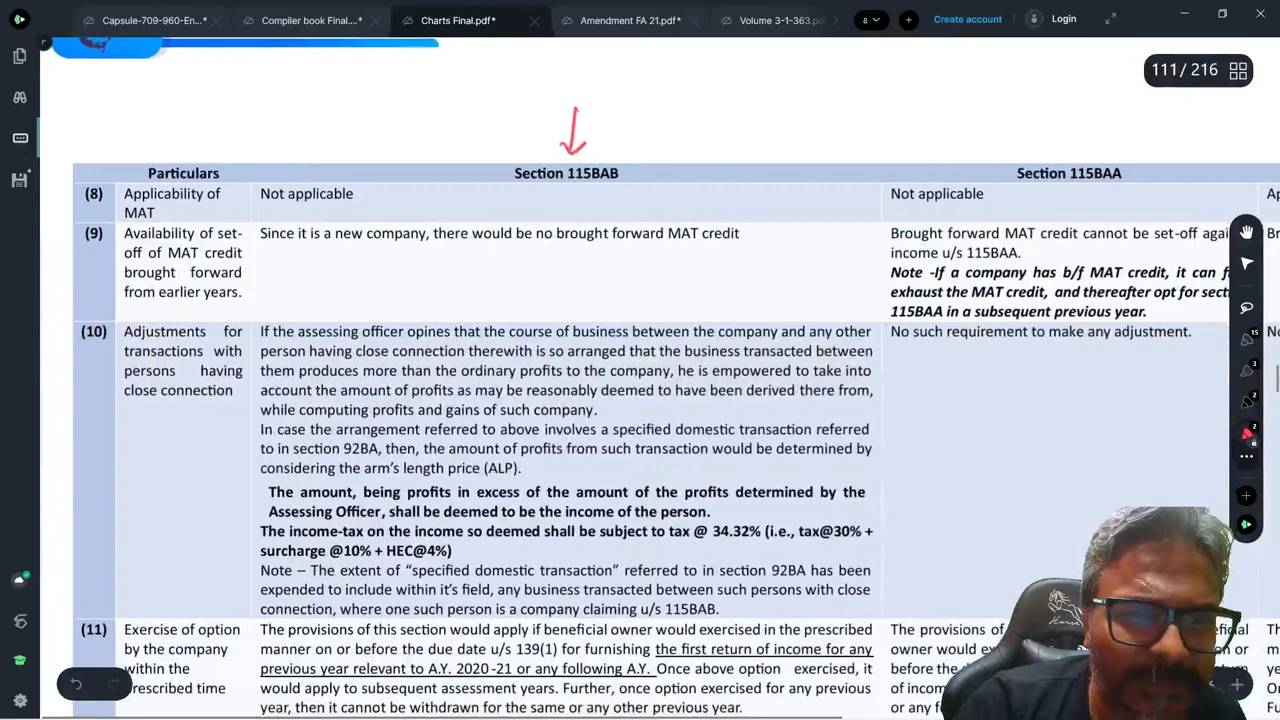 Capsule-709-960-En...*
Compiler book Final....*
Charts Final.pdf*
Amendment FA 21.pdf*
Volume 3-1-363.pd
8
Create account
Login
111/ 216
Particulars
Section 115BAB
Section 115BAA
(8)
Applicability of
MAT
Not applicable
Not applicable
Ap
(9)
Availability of set-
off of MAT credit
brought forward
from earlier years.
Since it is a new company, there would be no brought forward MAT credit
Brought forward MAT credit cannot be set-off agai
income u/s 115BAA.
Note -If a company has b/f MAT credit, it can f
exhaust the MAT credit, and thereafter opt for secti
115BAA in a subsequent previous year.
Br
(10)
Adjustments for
transactions with
persons having
close connection
If the assessing officer opines that the course of business between the company and any other
person having close connection therewith is so arranged that the business transacted between
them produces more than the ordinary profits to the company, he is empowered to take into
account the amount of profits as may be reasonably deemed to have been derived there from,
while computing profits and gains of such company.
In case the arrangement referred to above involves a specified domestic transaction referred
to in section 92BA, then, the amount of profits from such transaction would be determined by
considering the arm's length price (ALP).
The amount, being profits in excess of the amount of the profits determined by the
Assessing Officer, shall be deemed to be the income of the person.
The income-tax on the income so deemed shall be subject to tax @ 34.32% (i.e., tax@30% +
surcharge @10% + HEC@4%)
Note – The extent of "specified domestic transaction" referred to in section 92BA has been
expended to include within it's field, any business transacted between such persons with close
connection, where one such person is a company claiming u/s 115BAB.
No such requirement to make any adjustment.
No
(11)
Exercise of option
by the company
within the
prescribed time
The provisions of this section would apply if beneficial owner would exercised in the prescribed
manner on or before the due date u/s 139(1) for furnishing the first return of income for any
previous year relevant to A.Y. 2020 -21 or any following A.Y. Once above option exercised, it
would apply to subsequent assessment years. Further, once option exercised for any previous
year, then it cannot be withdrawn for the same or any other previous year.
The provisions of
owner would ex
before the due
of incom
or any f